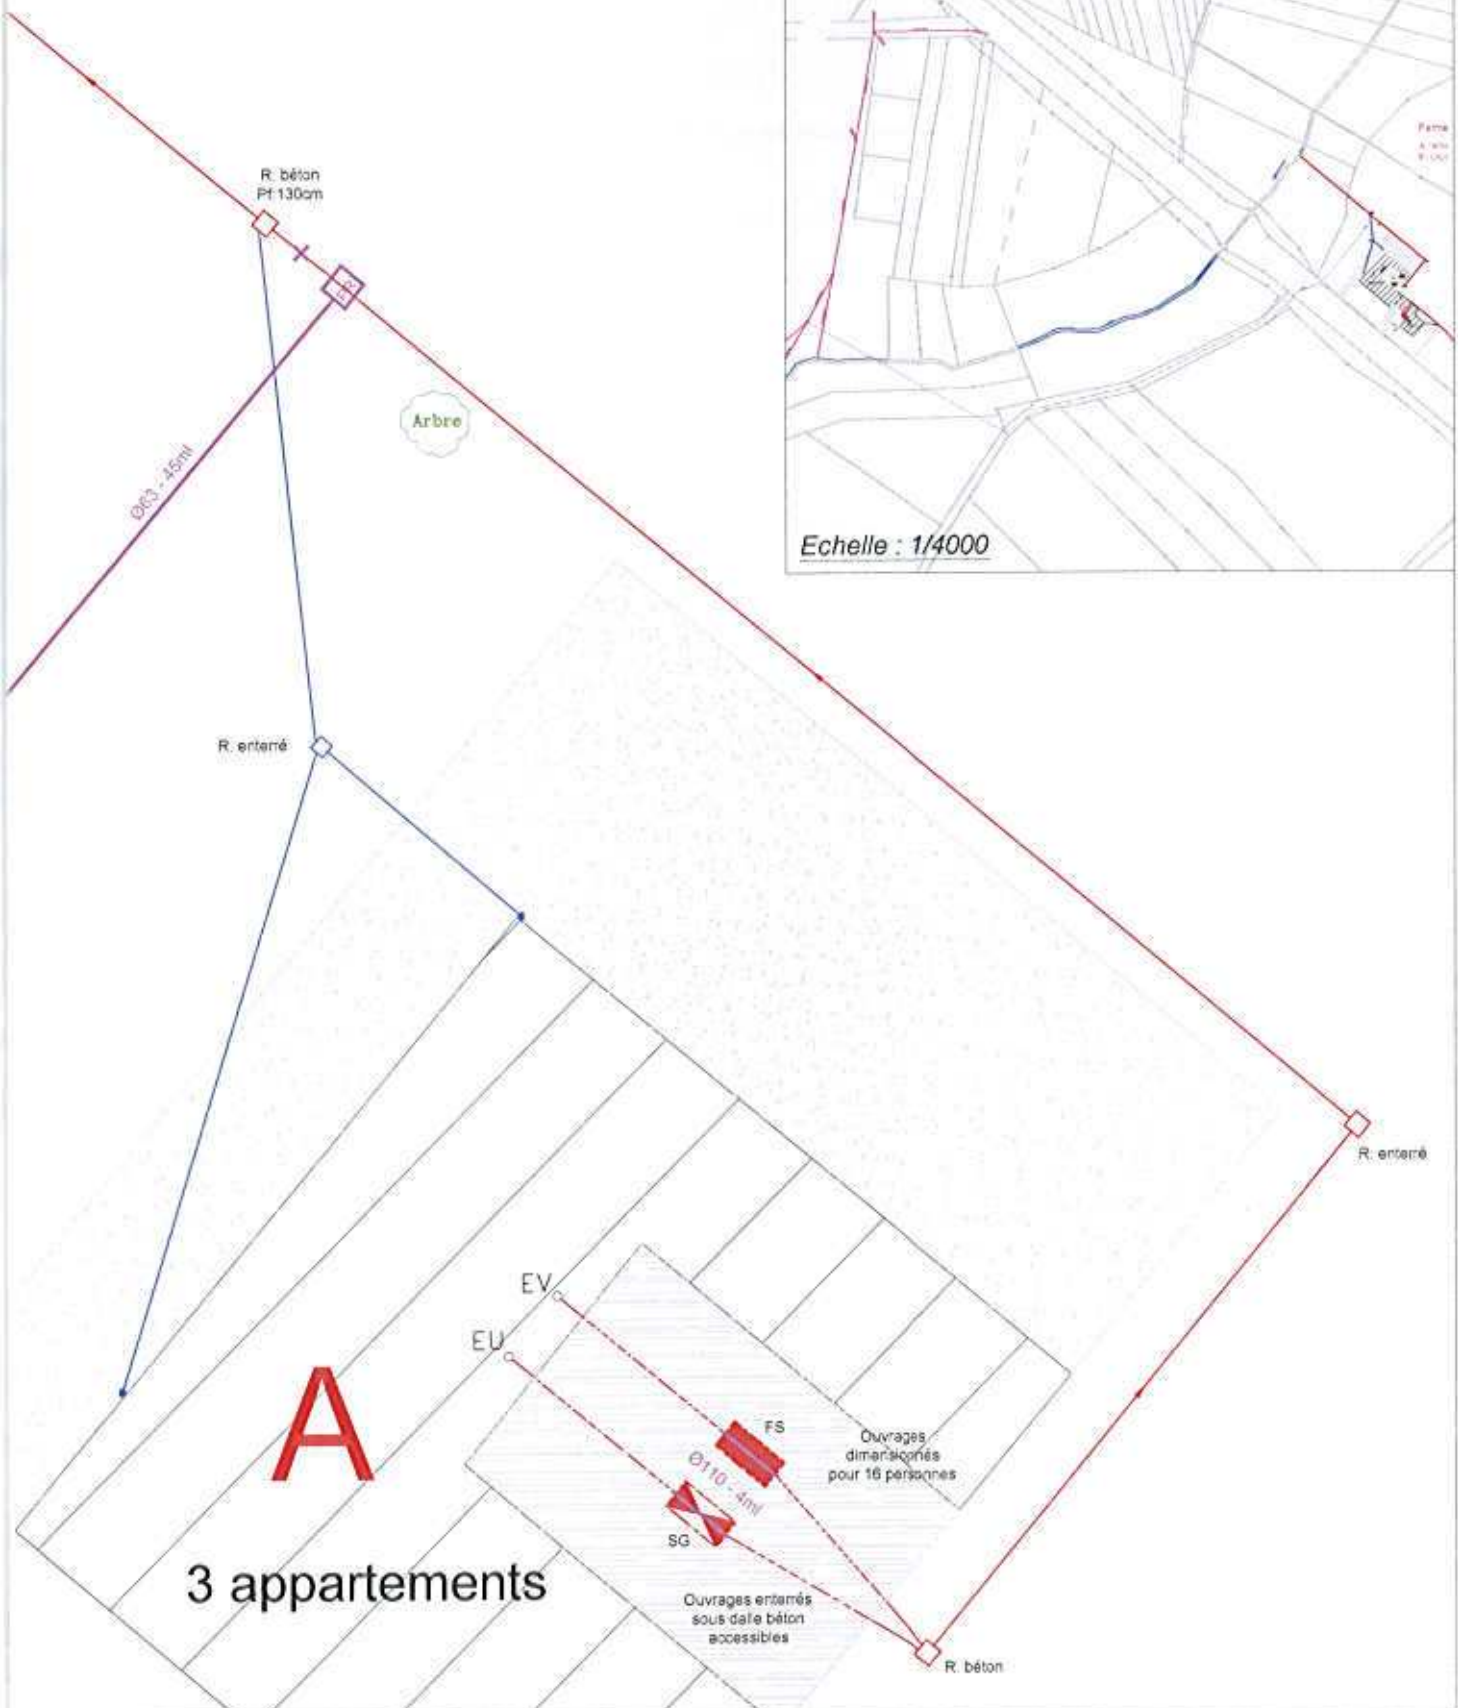 R. béton
Pf 130cm
PR
Ø63 - 45ml
Arbre
Echelle : 1/4000
R. enterré
R. enterré
EV
EU
A
3 appartements
FS
Ø110 - 4ml
SG
Ouvrages
dimensionnés
pour 16 personnes
Ouvrages enterrés
sous dalle béton
accessibles
R. béton